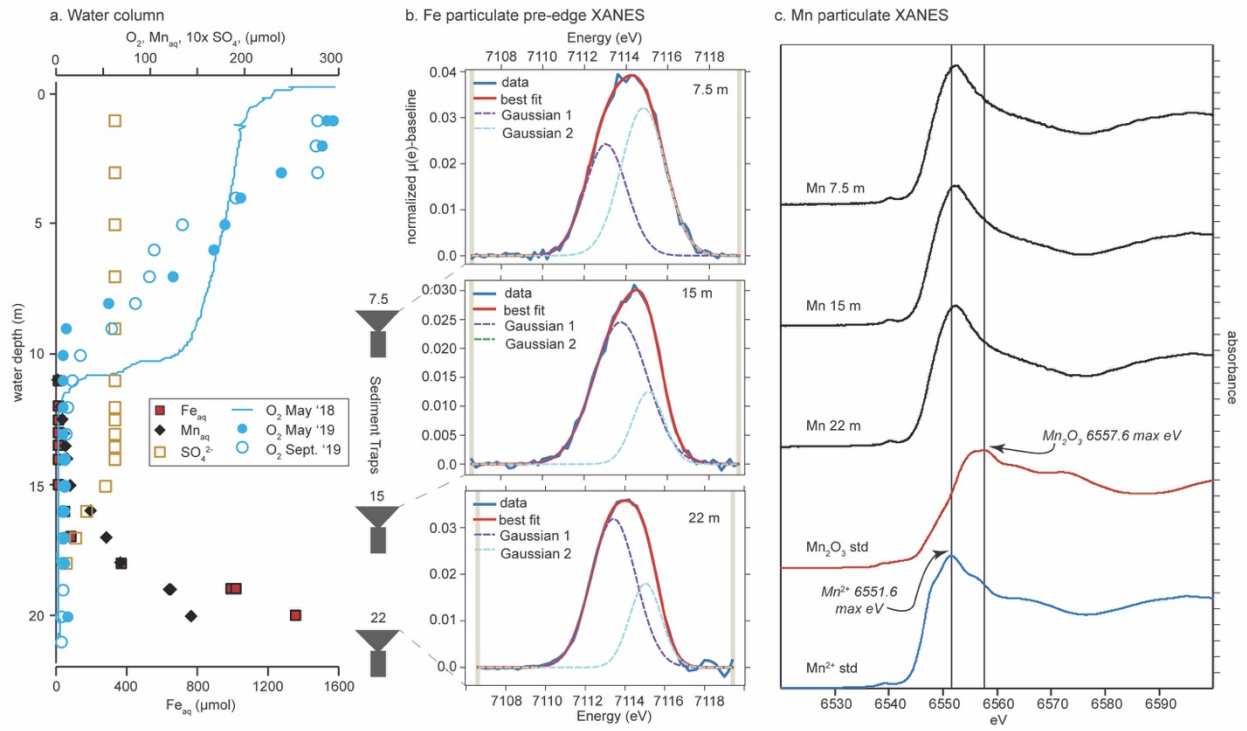 a. Water column
O2, Mnaq, 10x SO4, (µmol)
0 100 200 300
0
5
10
15
20
water depth (m)
Feaq
Mnaq
SO4 2-
O2 May '18
O2 May '19
O2 Sept. '19
0 400 800 1200 1600
Feaq (µmol)
7.5
Sediment Traps
15
22
b. Fe particulate pre-edge XANES
Energy (eV)
7108 7110 7112 7114 7116 7118
normalized µ(e)-baseline
0.04
0.03
0.02
0.01
0.0
data
best fit
Gaussian 1
Gaussian 2
7.5 m
0:030
0.025
0.020
0.015
0.010
0.005
0.0
data
best fit
Gaussian 1
Gaussian 2
15 m
0.03
0.02
0.01
0.0
data
best fit
Gaussian 1
Gaussian 2
22 m
7108 7110 7112 7114 7116 7118
Energy (eV)
c. Mn particulate XANES
Mn 7.5 m
Mn 15 m
Mn 22 m
Mn2O3 6557.6 max eV
Mn2O3 std
Mn2+ 6551.6
max eV
Mn2+ std
absorbance
6530 6540 6550 6560 6570 6580 6590
eV